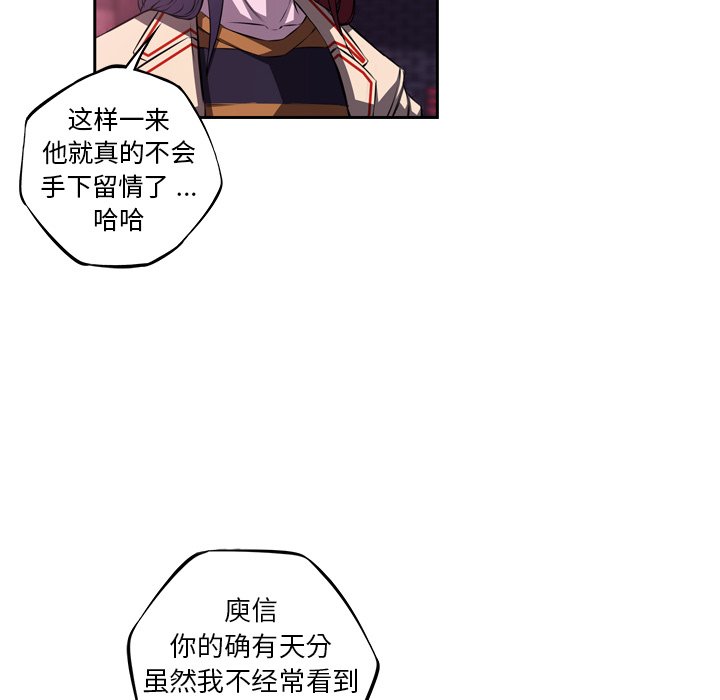 这样一来
他就真的不会
手下留情了 ...
哈哈
庾信
你的确有天分
虽然我不经常看到